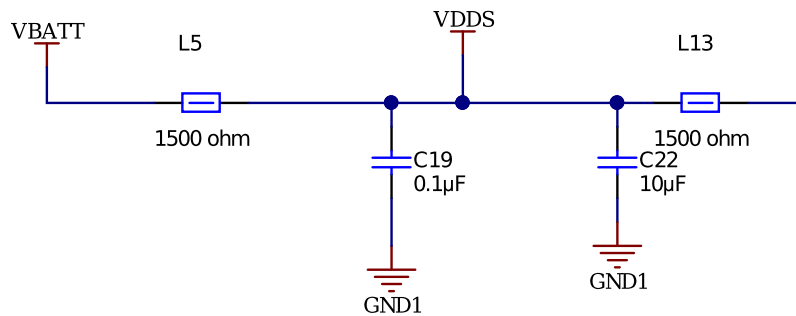 VBATT
L5
VDDS
L13
1500 ohm
1500 ohm
C19
0.1µF
C22
10µF
GND1
GND1